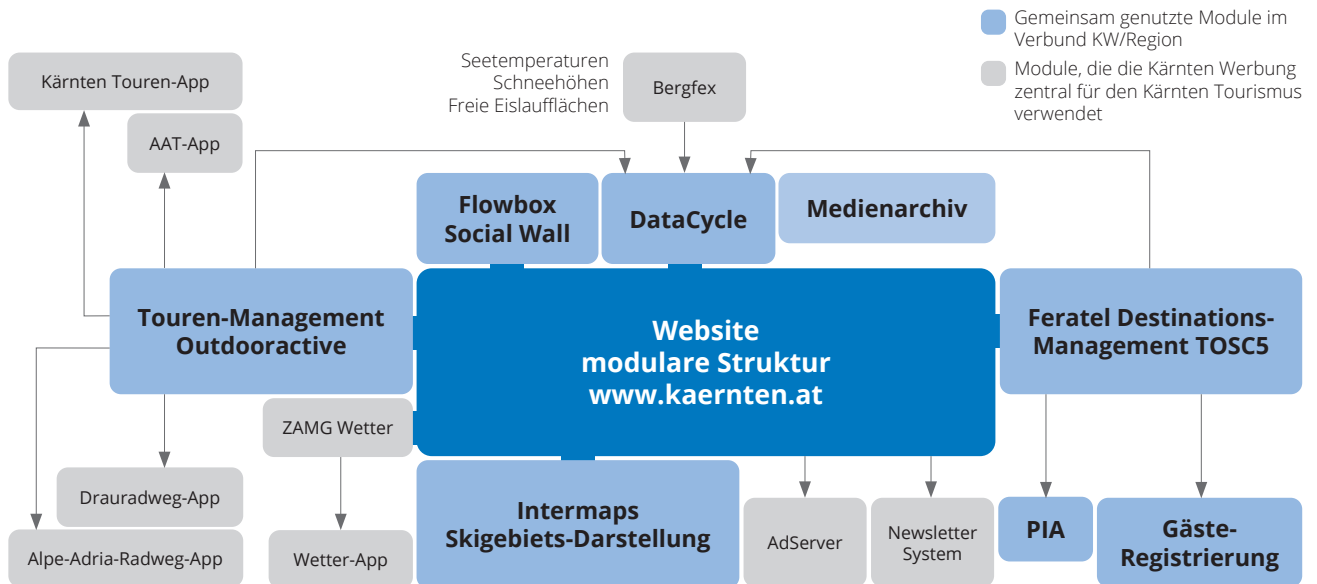 Gemeinsam genutzte Module im
Verbund KW/Region
Module, die die Kärnten Werbung
zentral für den Kärnten Tourismus
verwendet
Seetemperaturen
Schneehöhen
Freie Eislaufflächen
Bergfex
Kärnten Touren-App
AAT-App
Flowbox
Social Wall
DataCycle
Medienarchiv
Touren-Management
Outdooractive
Website
modulare Struktur
www.kaernten.at
Feratel Destinations-
Management TOSC5
ZAMG Wetter
Drauradweg-App
Alpe-Adria-Radweg-App
Wetter-App
Intermaps
Skigebiets-Darstellung
AdServer
Newsletter
System
PIA
Gäste-
Registrierung